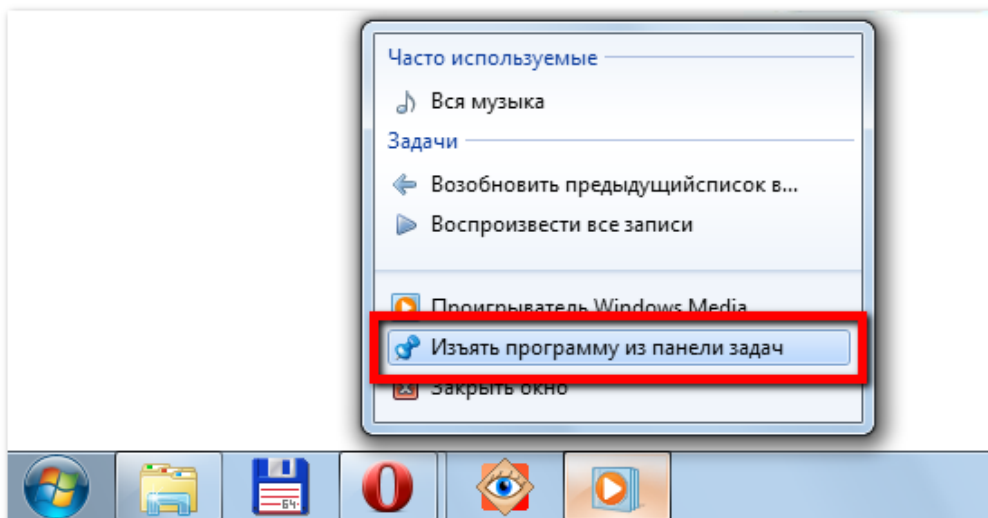 Часто используемые
Вся музыка
Задачи
Возобновить предыдущийсписок в...
Воспроизвести все записи
Проигрыватель Windows Media
Изъять программу из панели задач
Закрыть окно
64